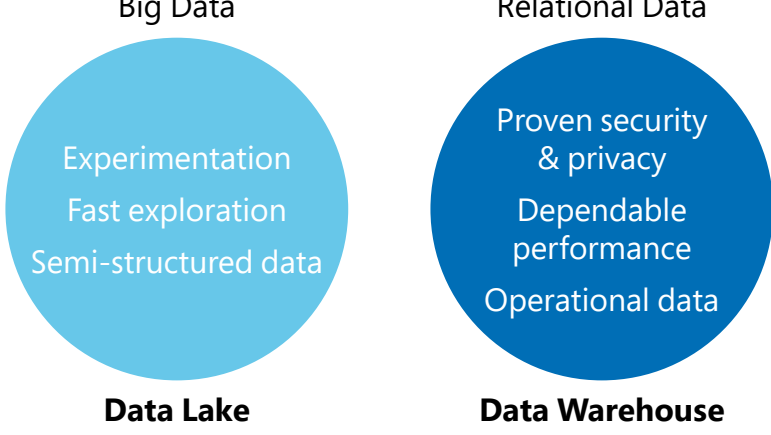 Big Data
Relational Data
Experimentation
Fast exploration
Semi-structured data
Proven security
& privacy
Dependable
performance
Operational data
Data Lake
Data Warehouse